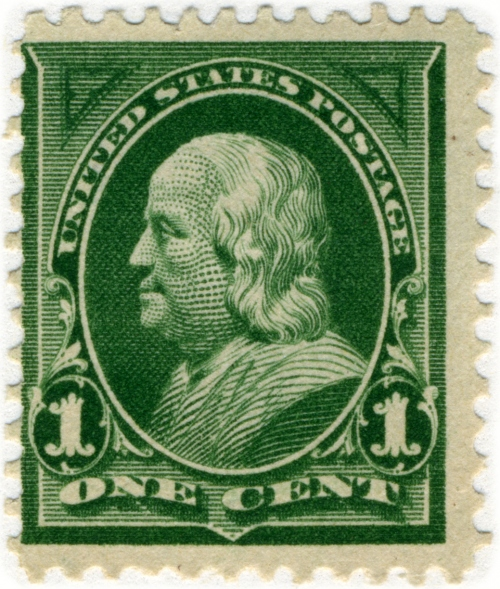 UNITED STATES POSTAGE
1 1
ONE CENT